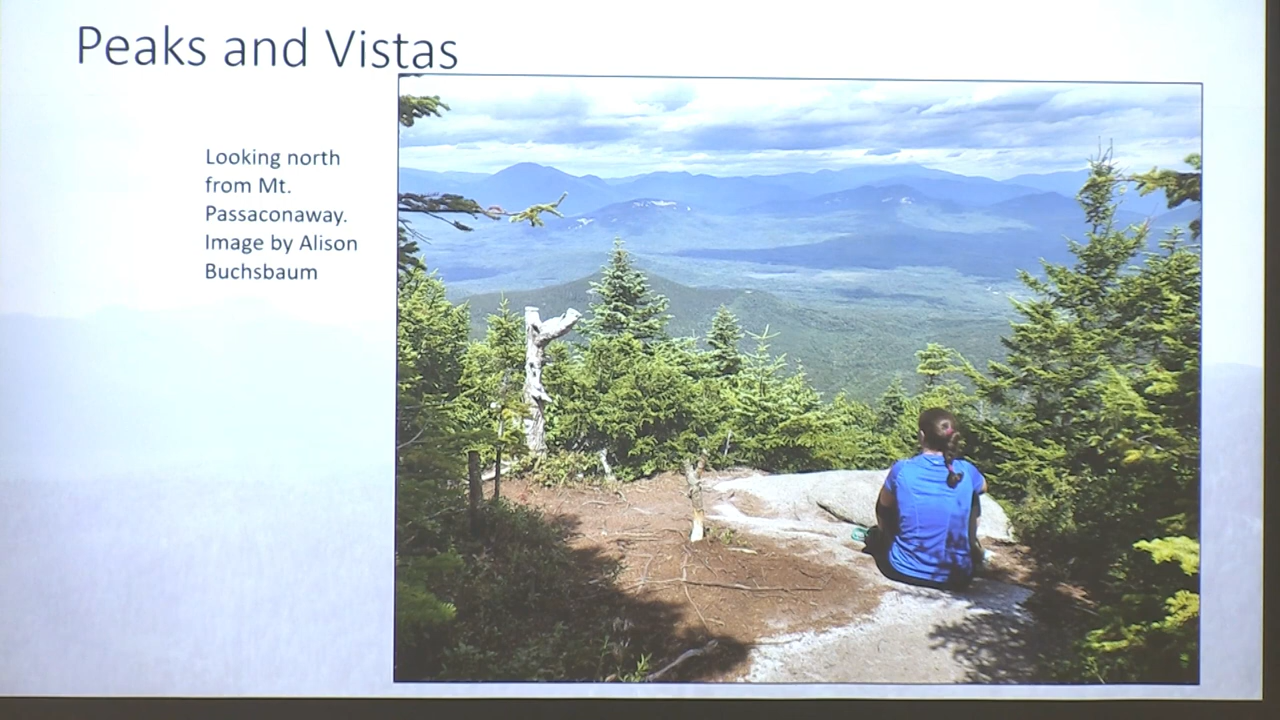 Peaks and Vistas
Looking north
from Mt.
Passaconaway.
Image by Alison
Buchsbaum